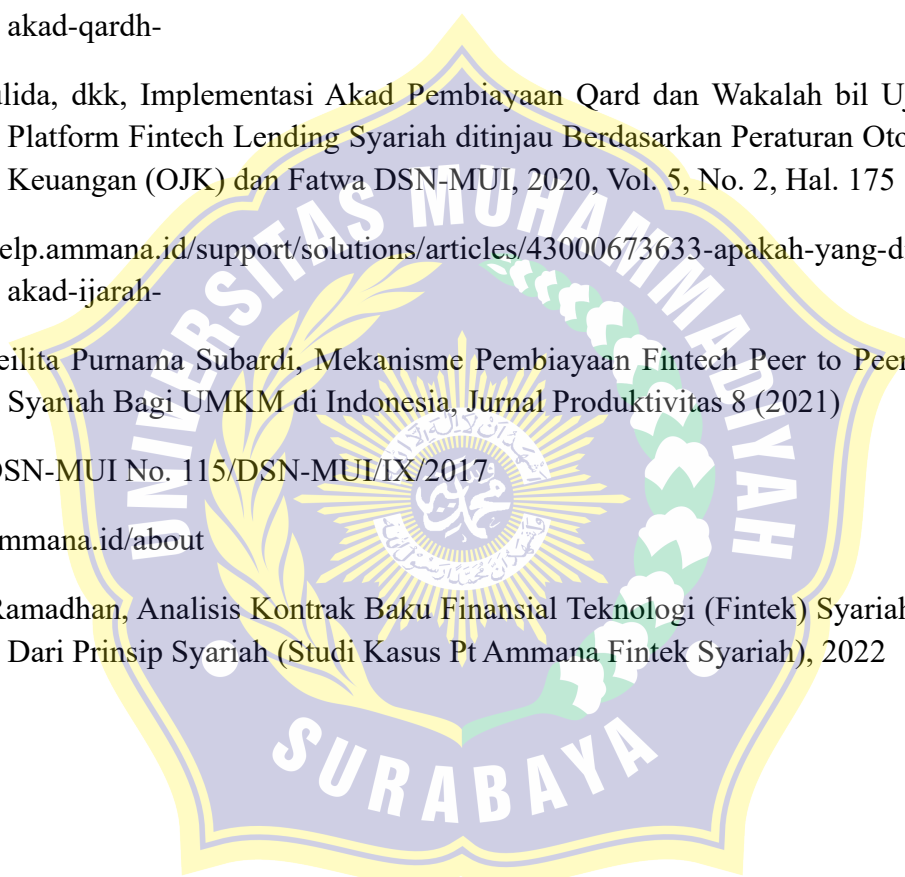 akad-qardh-
ulida, dkk, Implementasi Akad Pembiayaan Qard dan Wakalah bil Uj
Platform Fintech Lending Syariah ditinjau Berdasarkan Peraturan Oto
Keuangan (OJK) dan Fatwa DSN-MUI, 2020, Vol. 5, No. 2, Hal. 175
elp.ammana.id/support/solutions/articles/43000673633-apakah-yang-di
akad-ijarah-
eilita Purnama Subardi, Mekanisme Pembiayaan Fintech Peer to Peer
Syariah Bagi UMKM di Indonesia, Jurnal Produktivitas 8 (2021)
DSN-MUI No. 115/DSN-MUI/IX/2017
mmana.id/about
Ramadhan, Analisis Kontrak Baku Finansial Teknologi (Fintek) Syariah
Dari Prinsip Syariah (Studi Kasus Pt Ammana Fintek Syariah), 2022
UNIVERSITAS MUHAMMADIYAH
SURABAYA